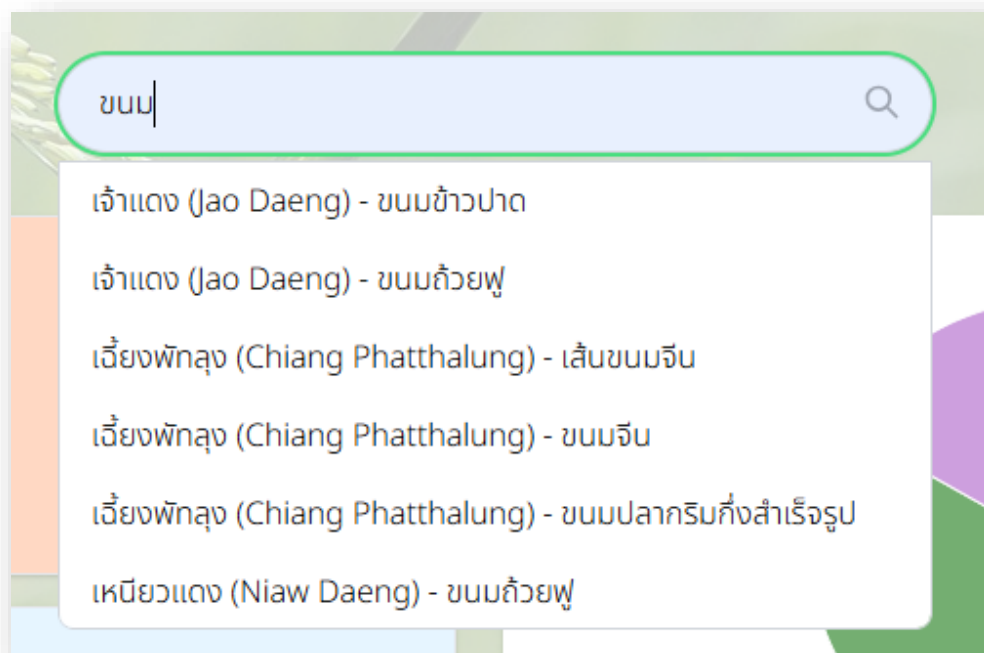 ขนม
เจ้าแดง (Jao Daeng) - ขนมข้าวปาด
เจ้าแดง (Jao Daeng) - ขนมถ้วยฟู
เฉี้ยงพัทลุง (Chiang Phatthalung) - เส้นขนมจีน
เฉี้ยงพัทลุง (Chiang Phatthalung) - ขนมจีน
เฉี้ยงพัทลุง (Chiang Phatthalung) - ขนมปลากริมกึ่งสำเร็จรูป
เหนียวแดง (Niaw Daeng) - ขนมถ้วยฟู